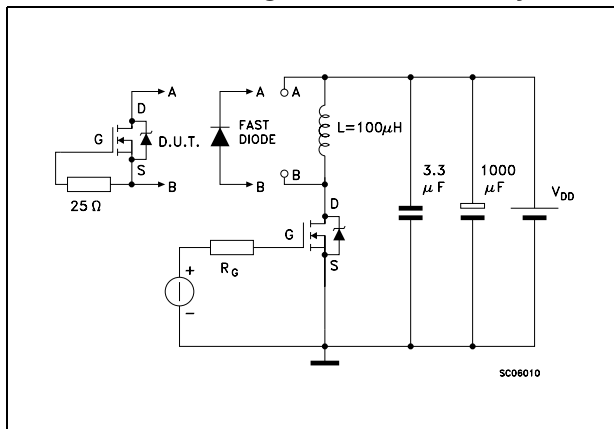 A
A
A
D
G
D.U.T.
FAST
DIODE
L=100µH
S
B
B
B
25 Ω
3.3
µF
1000
µF
V_DD
D
G
S
R_G
+
-
SC06010